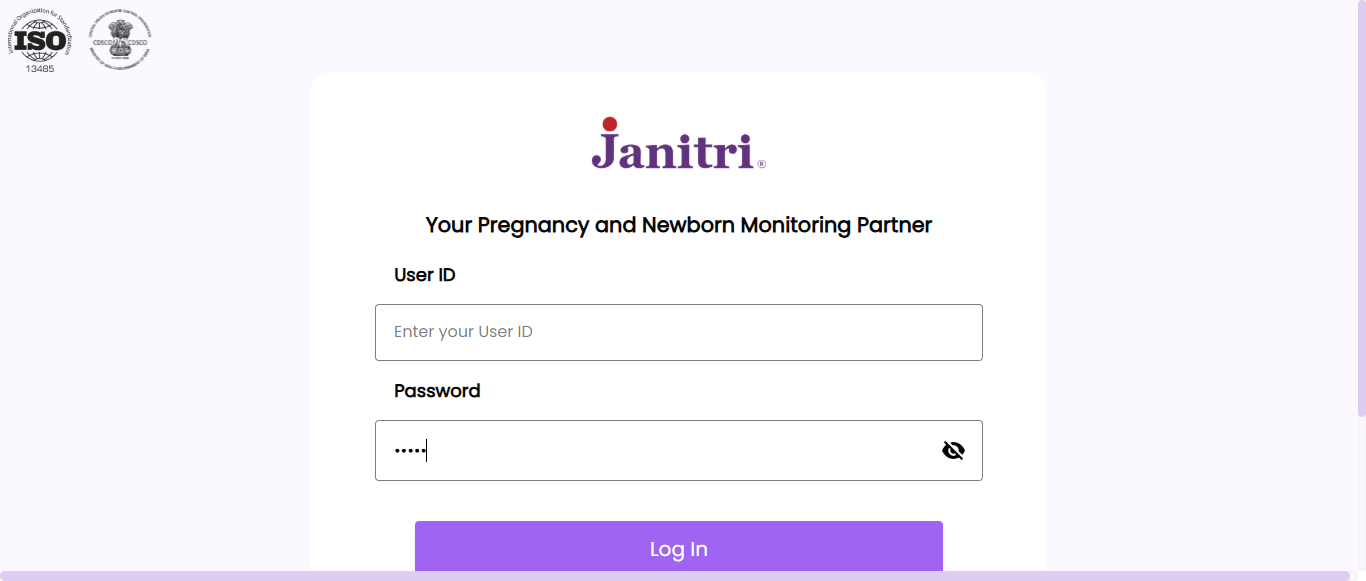 International Organization for Standardization
ISO
13485
CDSCO CDSCO
Janitri®
Your Pregnancy and Newborn Monitoring Partner
User ID
Enter your User ID
Password
Log In